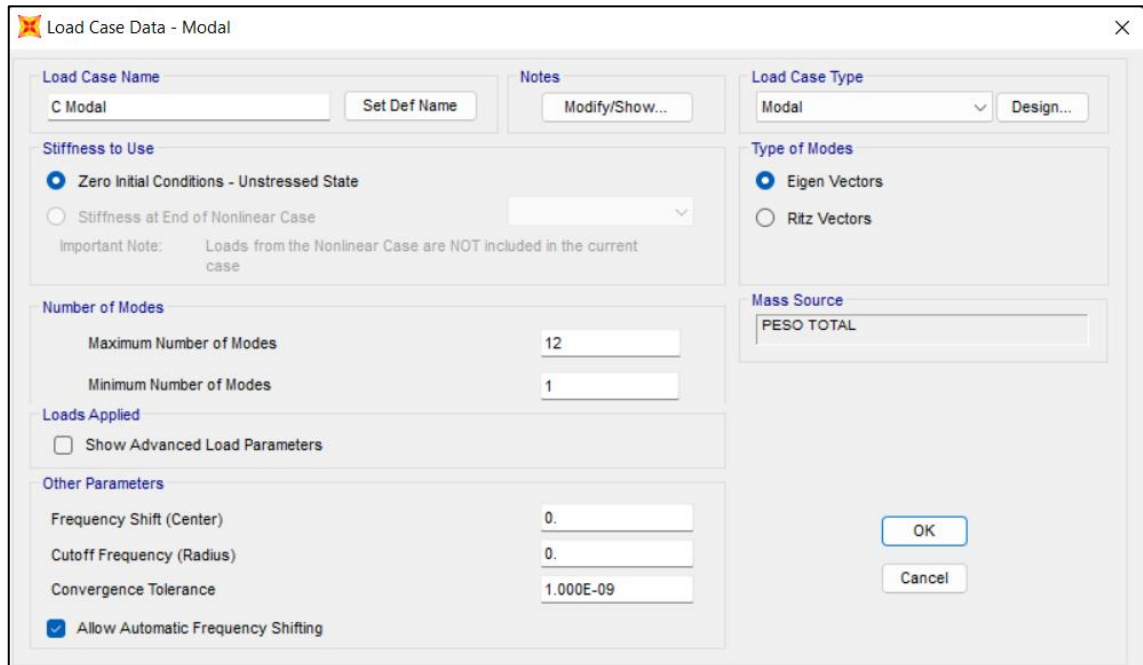 Load Case Data - Modal
Load Case Name
C Modal
Set Def Name
Notes
Modify/Show...
Load Case Type
Modal
Design...
Stiffness to Use
Zero Initial Conditions - Unstressed State
Stiffness at End of Nonlinear Case
Important Note: Loads from the Nonlinear Case are NOT included in the current
case
Type of Modes
Eigen Vectors
Ritz Vectors
Number of Modes
Maximum Number of Modes 12
Minimum Number of Modes 1
Mass Source
PESO TOTAL
Loads Applied
Show Advanced Load Parameters
Other Parameters
Frequency Shift (Center) 0.
Cutoff Frequency (Radius) 0.
Convergence Tolerance 1.000E-09
Allow Automatic Frequency Shifting
OK
Cancel